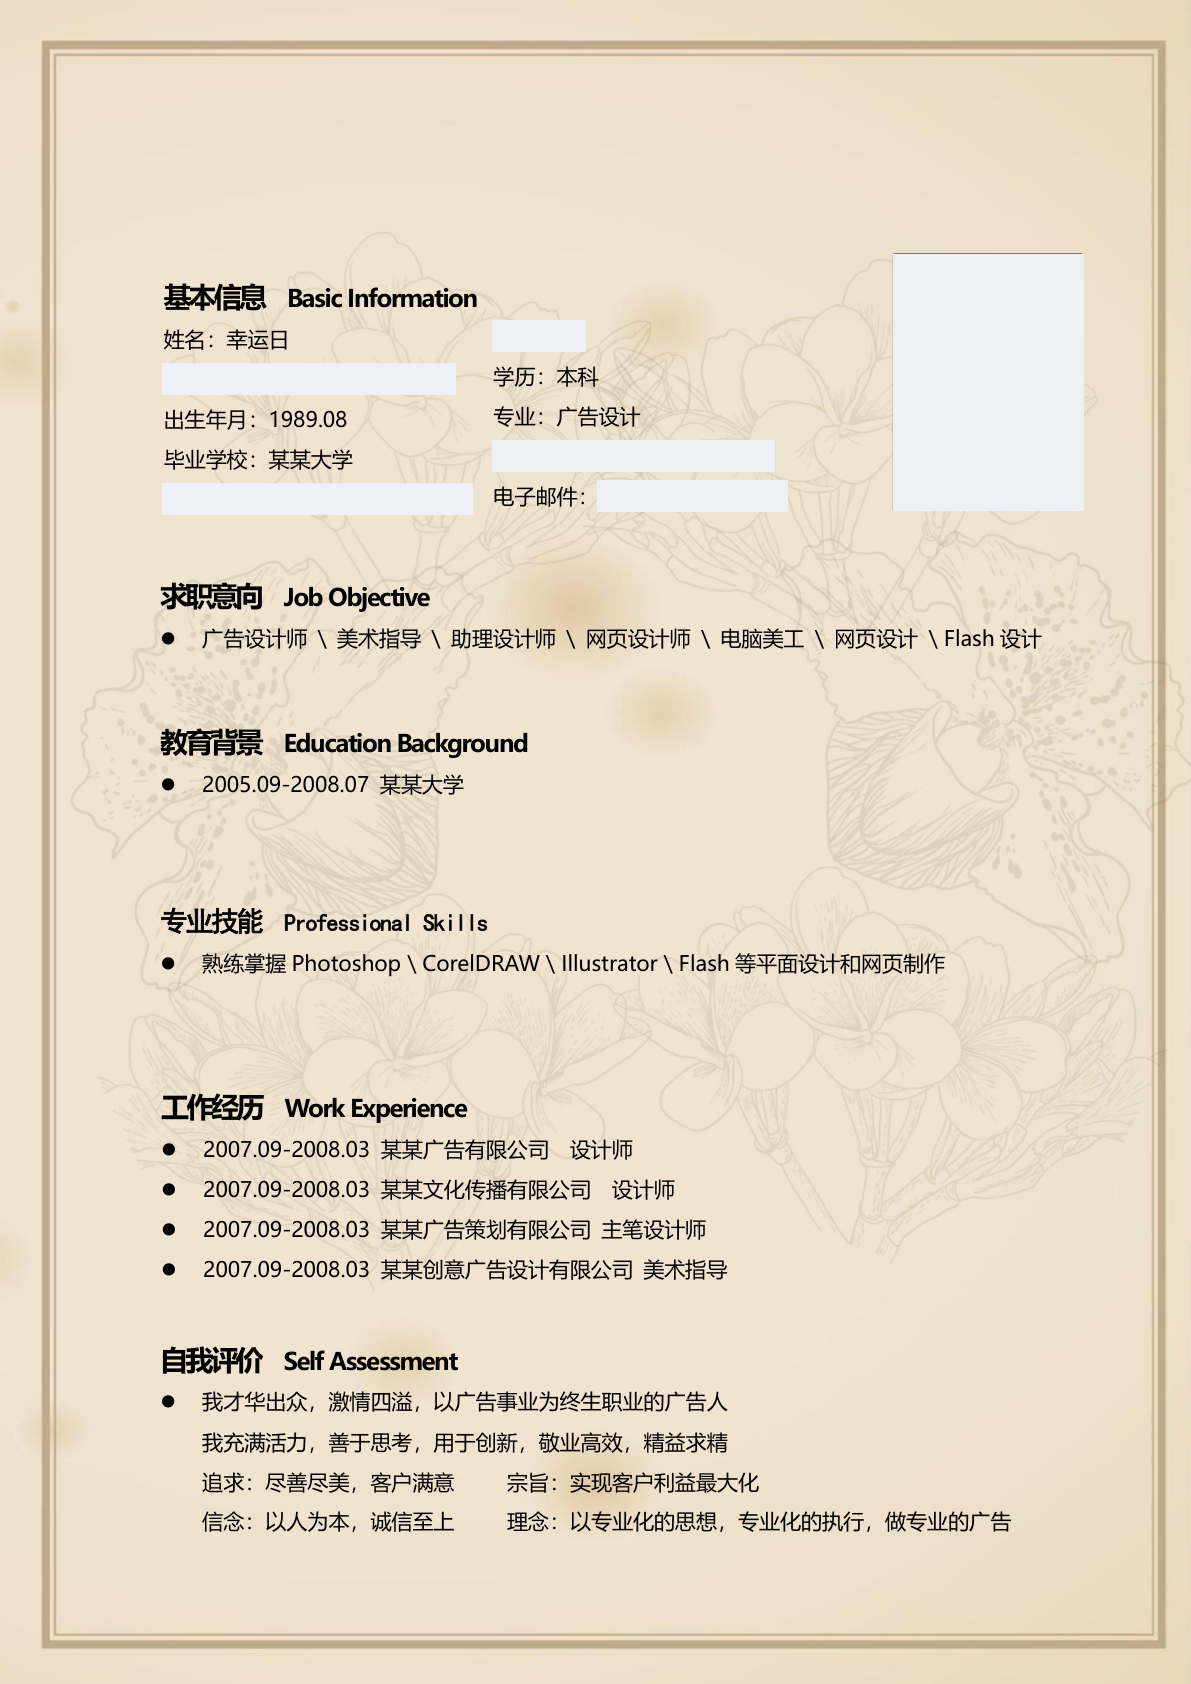 基本信息 Basic Information
姓名：幸运日
学历：本科
出生年月：1989.08
专业：广告设计
毕业学校：某某大学
电子邮件：
求职意向 Job Objective
● 广告设计师 \ 美术指导 \ 助理设计师 \ 网页设计师 \ 电脑美工 \ 网页设计 \ Flash 设计
教育背景 Education Background
● 2005.09-2008.07 某某大学
专业技能 Professional Skills
● 熟练掌握 Photoshop \ CorelDRAW \ Illustrator \ Flash 等平面设计和网页制作
工作经历 Work Experience
● 2007.09-2008.03 某某广告有限公司 设计师
● 2007.09-2008.03 某某文化传播有限公司 设计师
● 2007.09-2008.03 某某广告策划有限公司 主笔设计师
● 2007.09-2008.03 某某创意广告设计有限公司 美术指导
自我评价 Self Assessment
● 我才华出众，激情四溢，以广告事业为终生职业的广告人
我充满活力，善于思考，用于创新，敬业高效，精益求精
追求：尽善尽美，客户满意 宗旨：实现客户利益最大化
信念：以人为本，诚信至上 理念：以专业化的思想，专业化的执行，做专业的广告